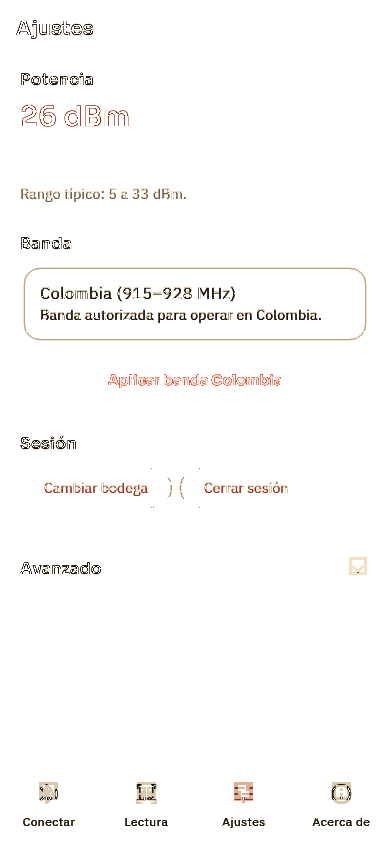 Ajustes
Potencia
26 dBm
Rango típico: 5 a 33 dBm.
Banda
Colombia (915–928 MHz)
Banda autorizada para operar en Colombia.
Aplicar banda Colombia
Sesión
Cambiar bodega
Cerrar sesión
Avanzado
Conectar
Lectura
Ajustes
Acerca de